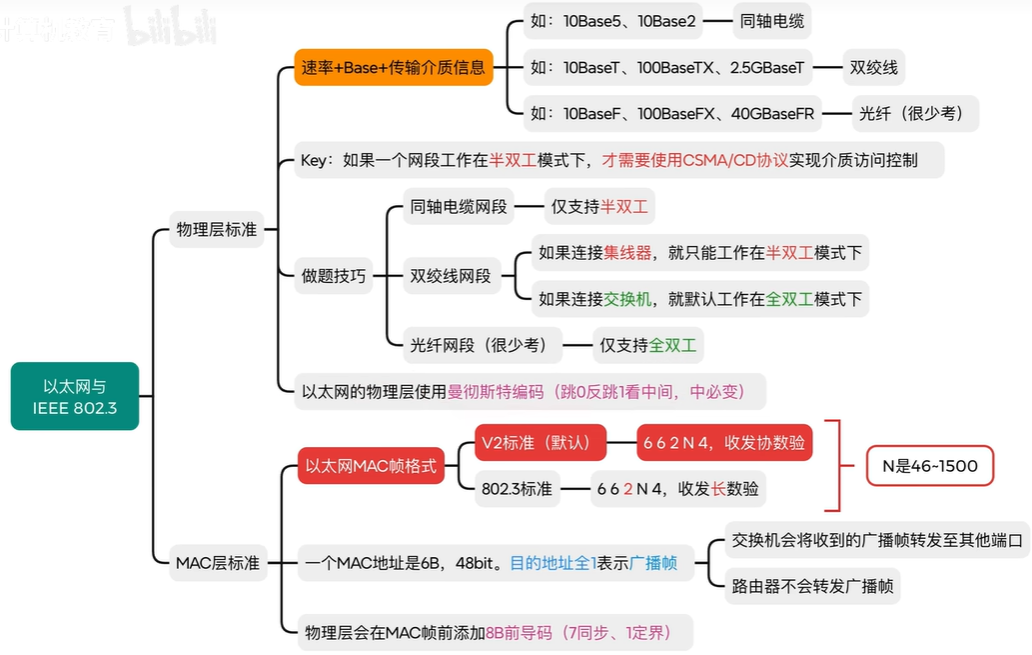 bilibili
如：10Base5、10Base2
同轴电缆
速率+Base+传输介质信息
如：10BaseT、100BaseTX、2.5GBaseT
双绞线
如：10BaseF、100BaseFX、40GBaseFR
光纤（很少考）
Key：如果一个网段工作在半双工模式下，才需要使用CSMA/CD协议实现介质访问控制
物理层标准
同轴电缆网段
仅支持半双工
做题技巧
双绞线网段
如果连接集线器，就只能工作在半双工模式下
如果连接交换机，就默认工作在全双工模式下
光纤网段（很少考）
仅支持全双工
以太网的物理层使用曼彻斯特编码（跳0反跳1看中间，中必变）
以太网与
IEEE 802.3
以太网MAC帧格式
V2标准（默认）
6 6 2 N 4，收发协数验
802.3标准
6 6 2 N 4，收发长数验
N是46~1500
MAC层标准
一个MAC地址是6B，48bit。目的地址全1表示广播帧
交换机会将收到的广播帧转发至其他端口
路由器不会转发广播帧
物理层会在MAC帧前添加8B前导码（7同步、1定界）